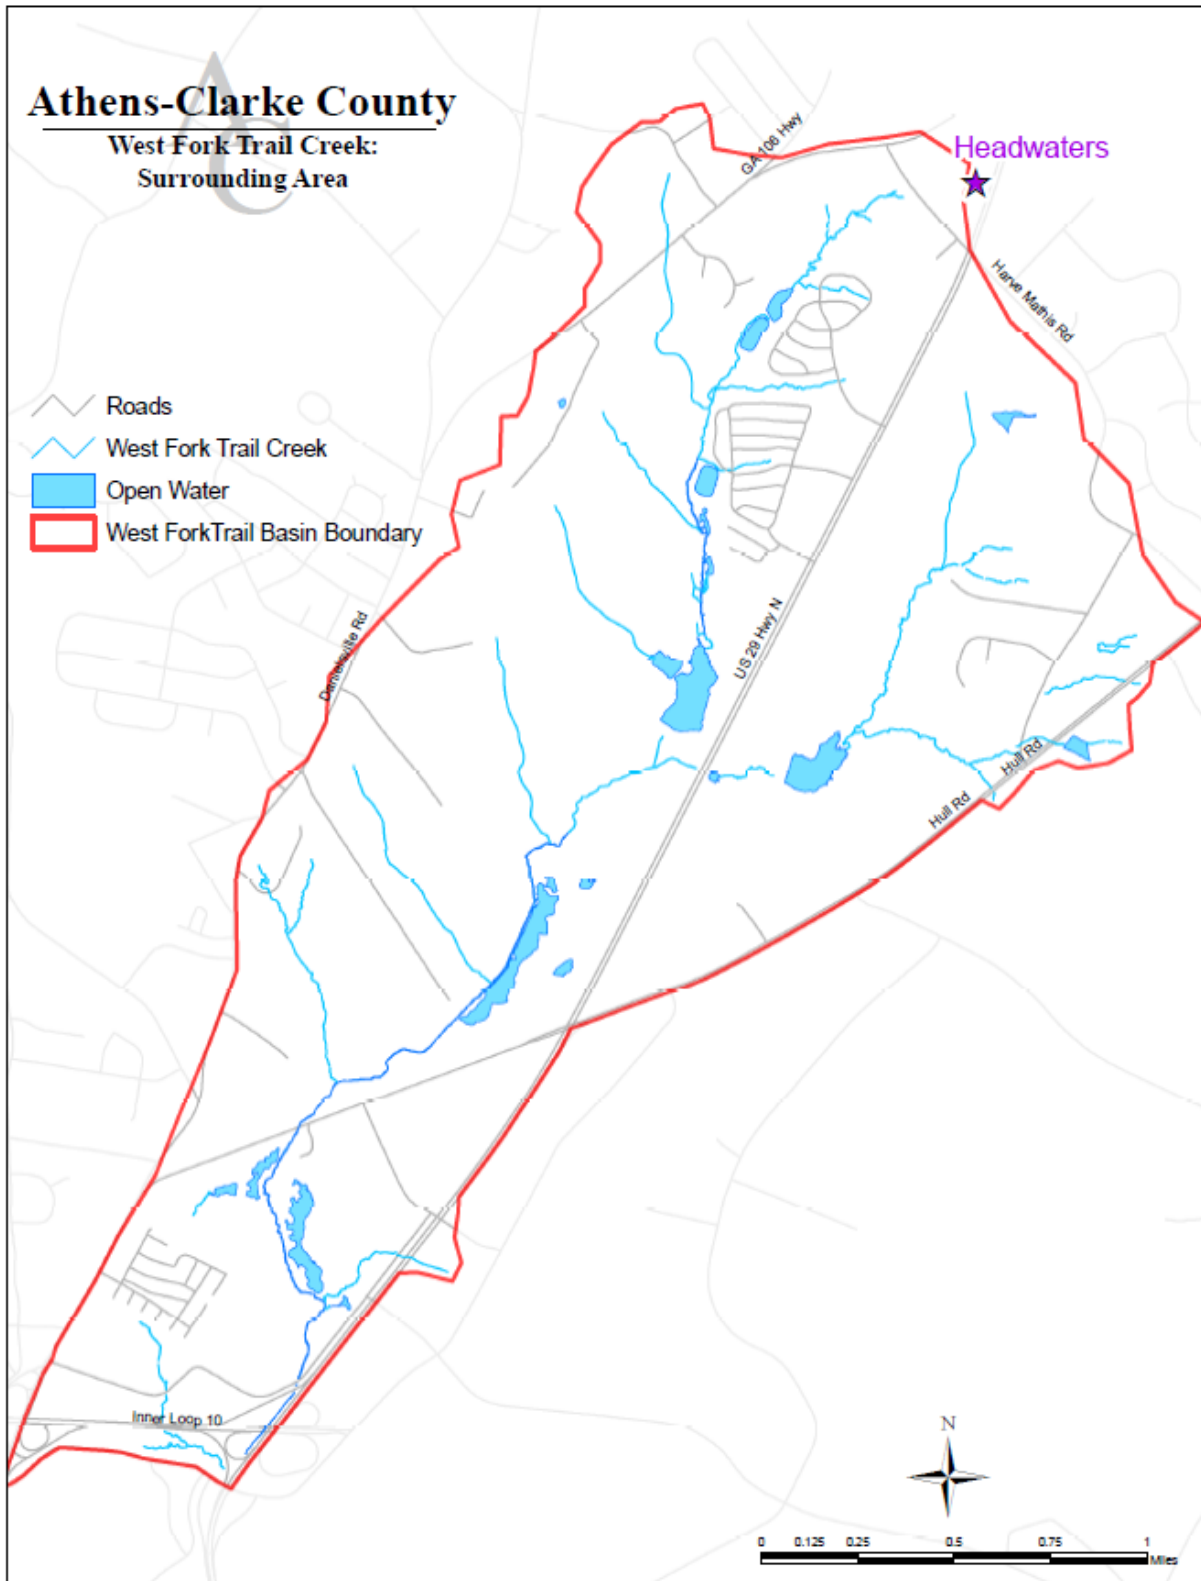 AC
Athens-Clarke County
West Fork Trail Creek:
Surrounding Area
GA 106 Hwy
Headwaters
Harve Mathis Rd
Roads
West Fork Trail Creek
Open Water
West ForkTrail Basin Boundary
Danielsville Rd
US 29 Hwy N
Hull Rd
Hull Rd
Inner Loop 10
N
0 0.125 0.25 0.5 0.75 1
Miles